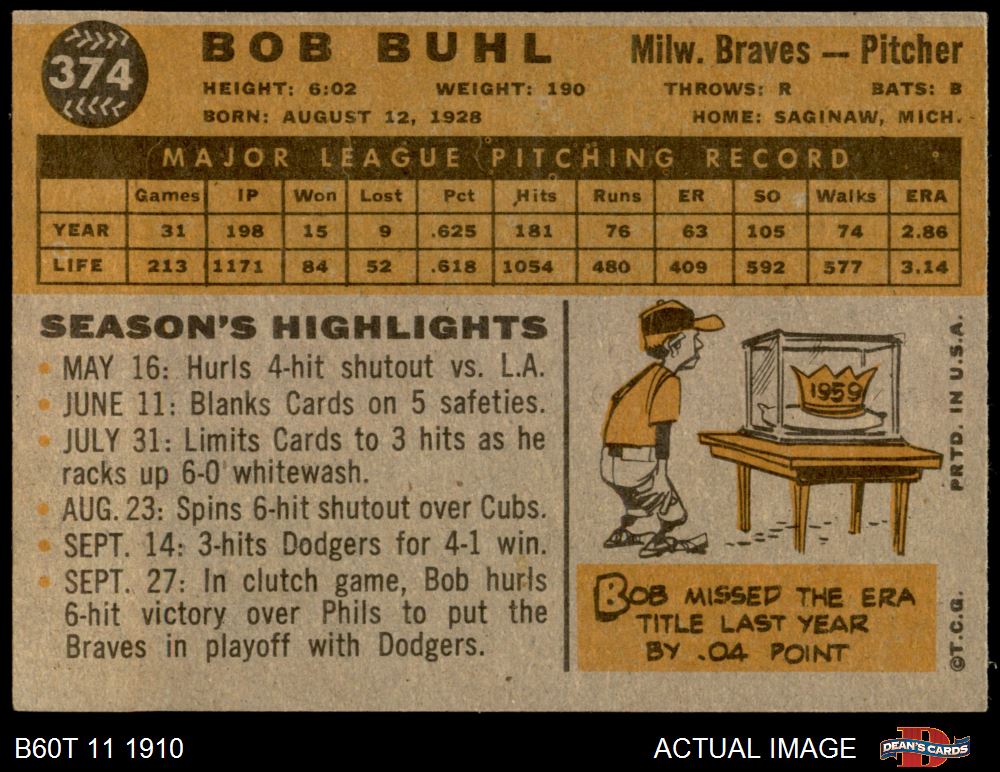 374
BOB BUHL
Milw. Braves — Pitcher
HEIGHT: 6:02 WEIGHT: 190 THROWS: R BATS: B
BORN: AUGUST 12, 1928 HOME: SAGINAW, MICH.
MAJOR LEAGUE PITCHING RECORD
Games IP Won Lost Pct Hits Runs ER SO Walks ERA
YEAR 31 198 15 9 .625 181 76 63 105 74 2.86
LIFE 213 1171 84 52 .618 1054 480 409 592 577 3.14
SEASON'S HIGHLIGHTS
• MAY 16: Hurls 4-hit shutout vs. L.A.
• JUNE 11: Blanks Cards on 5 safeties.
• JULY 31: Limits Cards to 3 hits as he
racks up 6-0 whitewash.
• AUG. 23: Spins 6-hit shutout over Cubs.
• SEPT. 14: 3-hits Dodgers for 4-1 win.
• SEPT. 27: In clutch game, Bob hurls
6-hit victory over Phils to put the
Braves in playoff with Dodgers.
1959
BOB MISSED THE ERA
TITLE LAST YEAR
BY .04 POINT
PRTD. IN U.S.A.
©T.C.G.
B60T 11 1910
ACTUAL IMAGE
D
DEAN'S CARDS